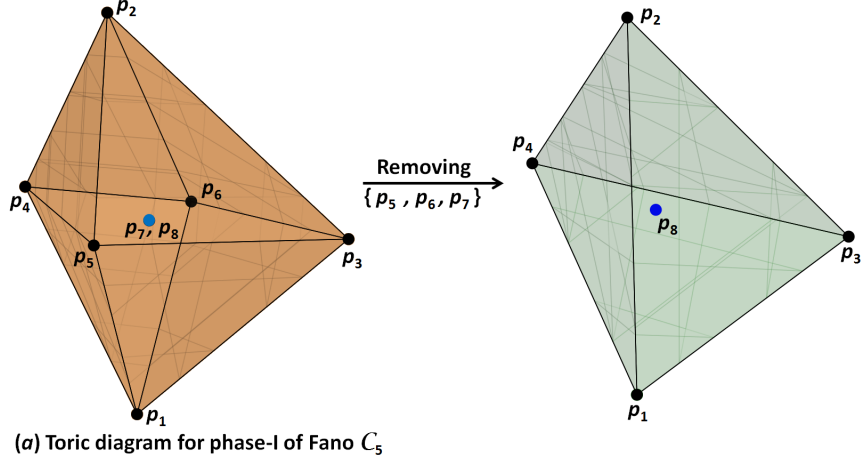 p2
p4
p6
p7, p8
p5
p3
p1
Removing
{ p5 , p6, p7 }
p2
p4
p8
p3
p1
(a) Toric diagram for phase-I of Fano C5